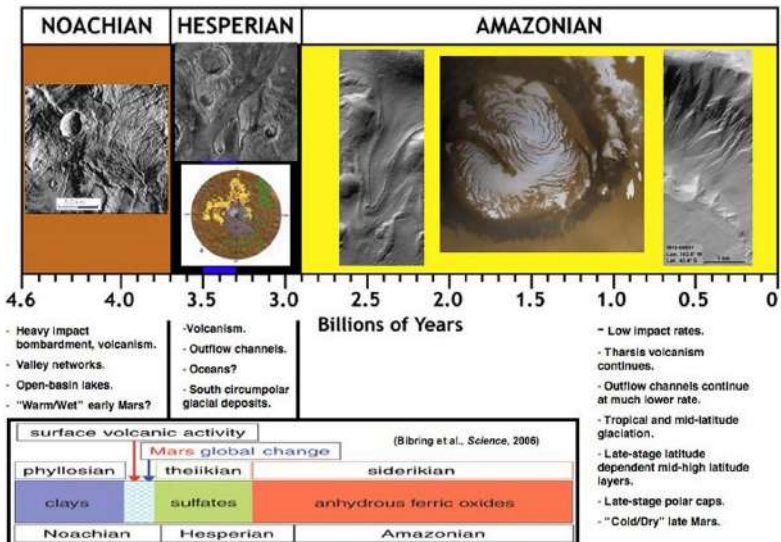 NOACHIAN HESPERIAN AMAZONIAN
4.6 4.0 3.5 3.0 2.5 2.0 1.5 1.0 0.5 0
Billions of Years
- Heavy impact
bombardment, volcanism.
- Valley networks.
- Open-basin lakes.
- “Warm/Wet” early Mars?
-Volcanism.
- Outflow channels.
- Oceans?
- South circumpolar
glacial deposits.
- Low impact rates.
- Tharsis volcanism
continues.
- Outflow channels continue
at much lower rate.
- Tropical and mid-latitude
glaciation.
- Late-stage latitude
dependent mid-high latitude
layers.
- Late-stage polar caps.
- “Cold/Dry” late Mars.
surface volcanic activity
(Bibring et al., Science, 2006)
Mars global change
phyllosian theiikian siderikian
clays sulfates anhydrous ferric oxides
Noachian Hesperian Amazonian